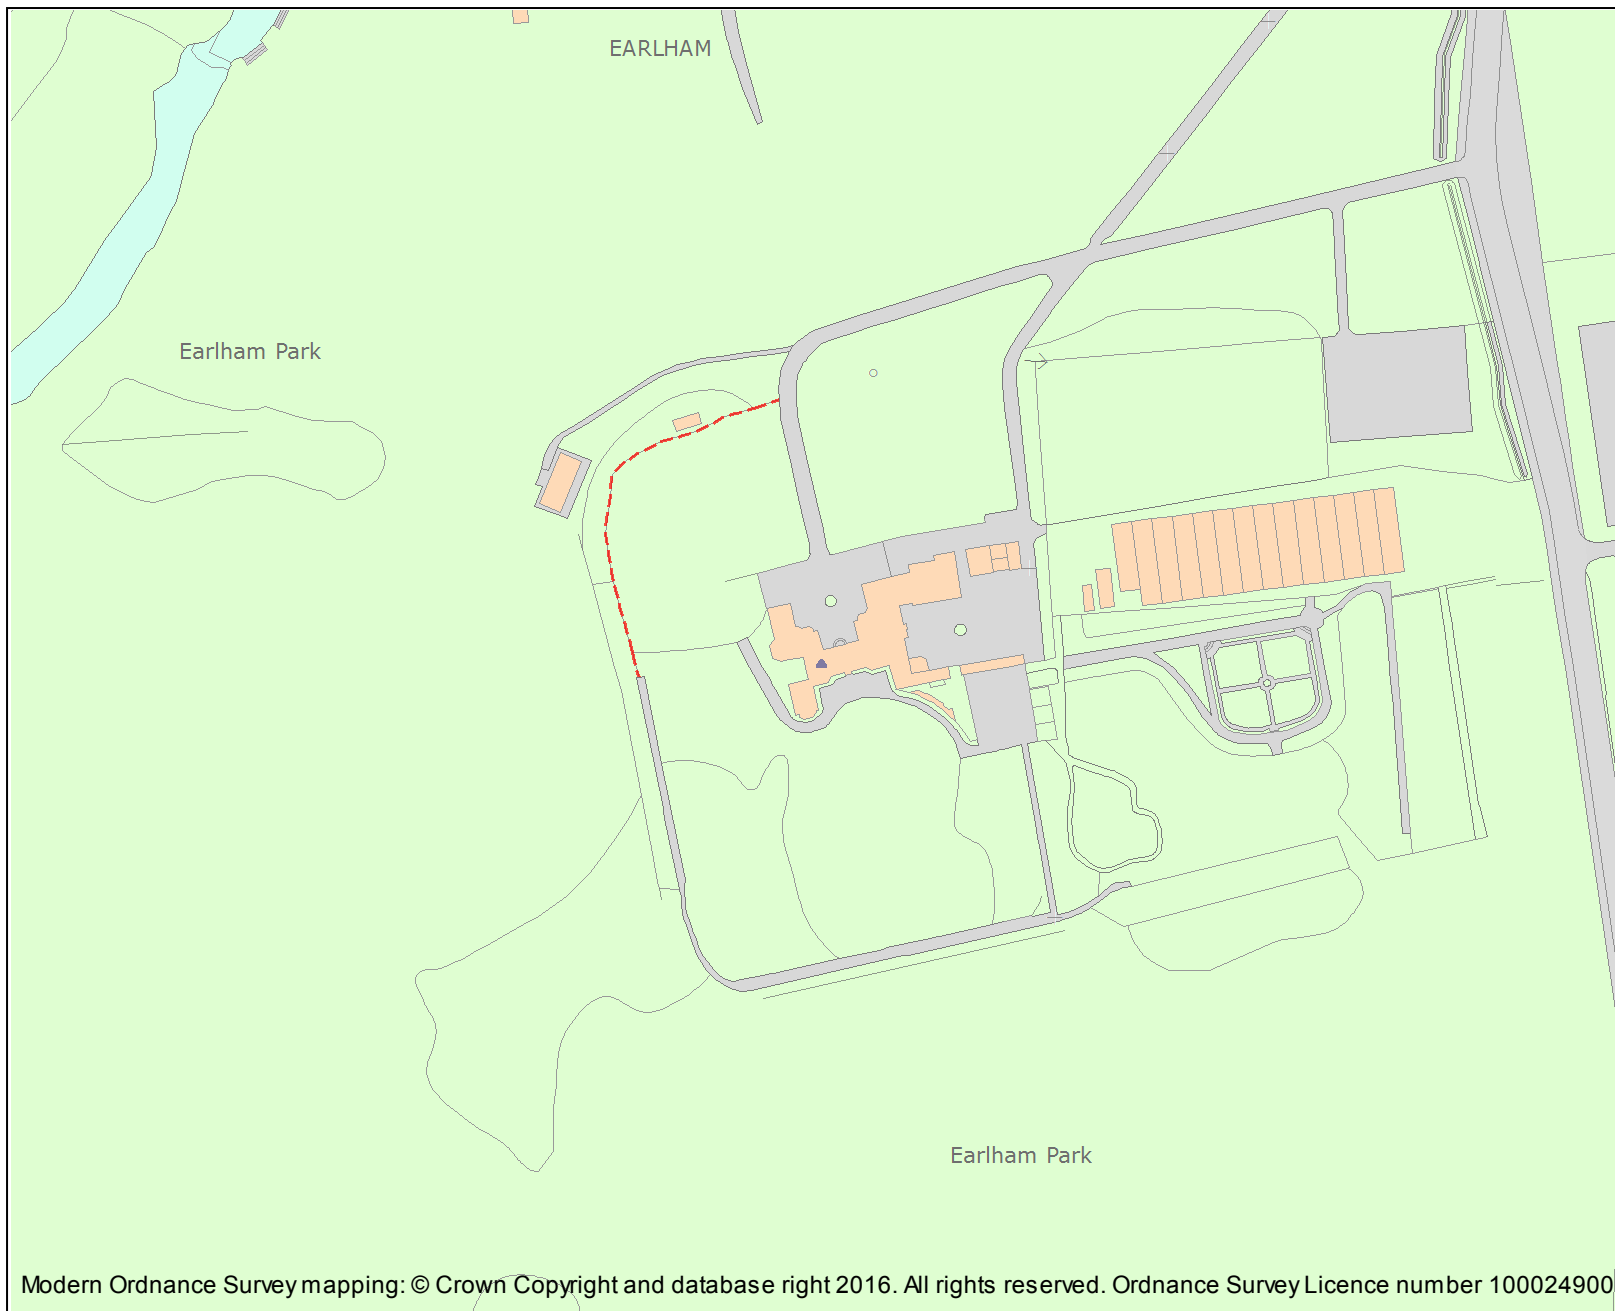 EARLHAM
Earlham Park
Earlham Park
Modern Ordnance Survey mapping: © Crown Copyright and database right 2016. All rights reserved. Ordnance Survey Licence number 100024900